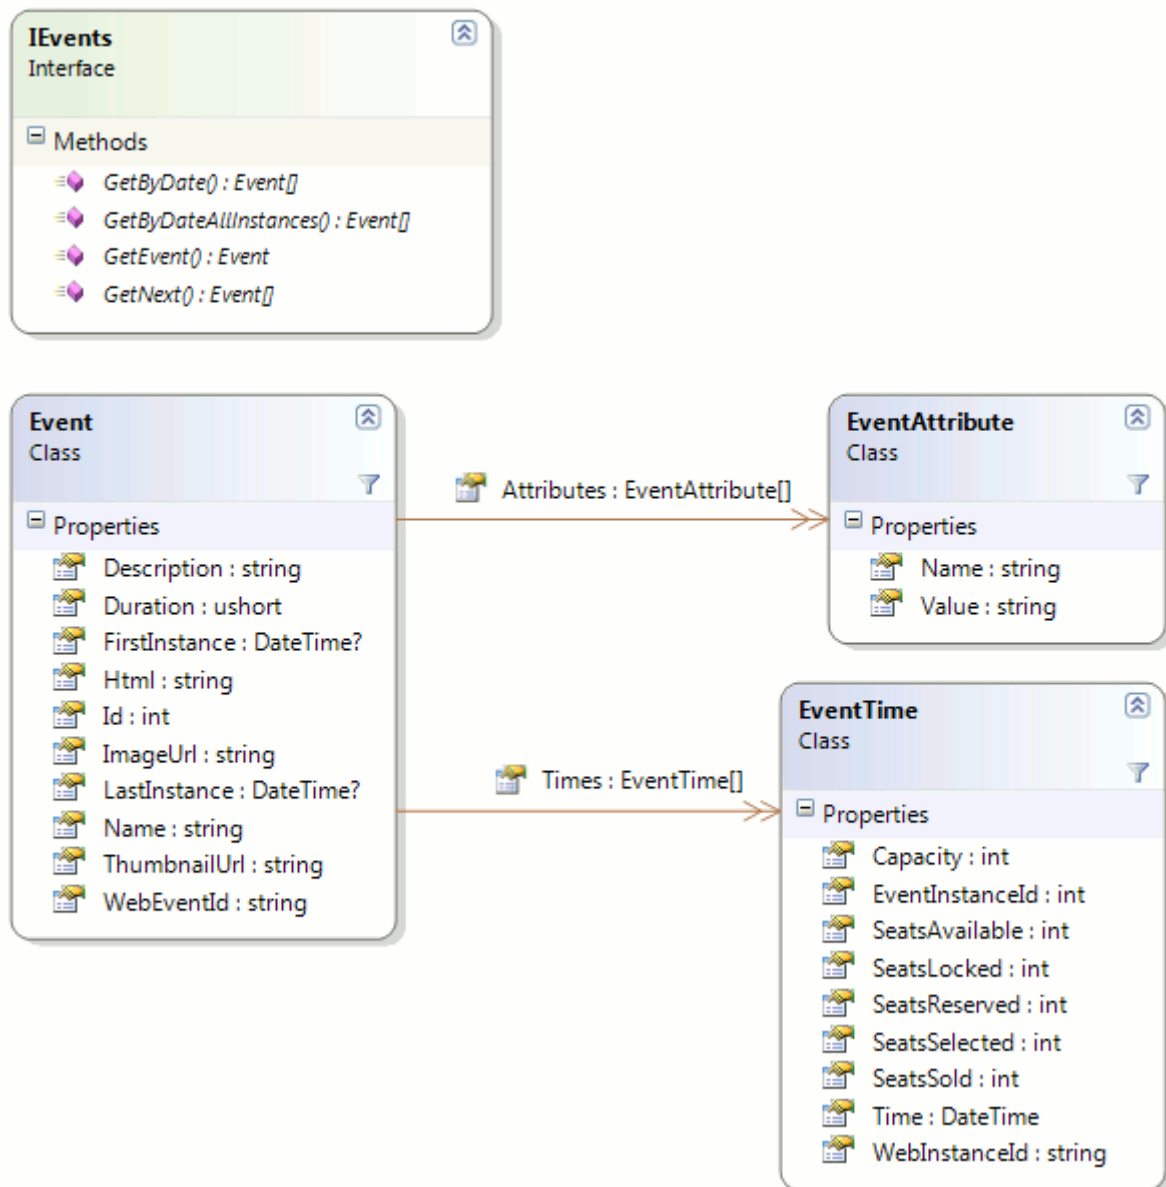 IEvents
Interface
Methods
GetByDate() : Event[]
GetByDateAllInstances() : Event[]
GetEvent() : Event
GetNext() : Event[]
Event
Class
Properties
Description : string
Duration : ushort
FirstInstance : DateTime?
Html : string
Id : int
ImageUrl : string
LastInstance : DateTime?
Name : string
ThumbnailUrl : string
WebEventId : string
Attributes : EventAttribute[]
EventAttribute
Class
Properties
Name : string
Value : string
Times : EventTime[]
EventTime
Class
Properties
Capacity : int
EventInstanceId : int
SeatsAvailable : int
SeatsLocked : int
SeatsReserved : int
SeatsSelected : int
SeatsSold : int
Time : DateTime
WebInstanceId : string